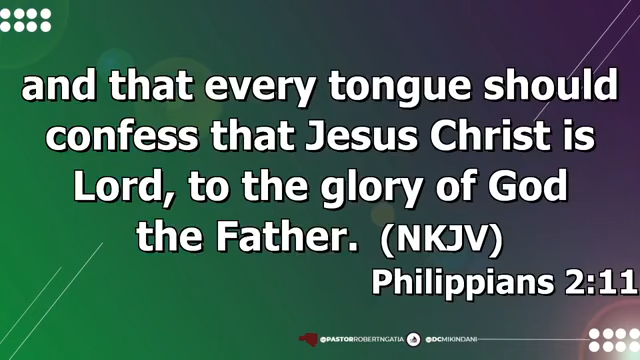 and that every tongue should
confess that Jesus Christ is
Lord, to the glory of God
the Father. (NKJV)
Philippians 2:11
@PASTORROBERTNGATIA @DCMIKINDANI